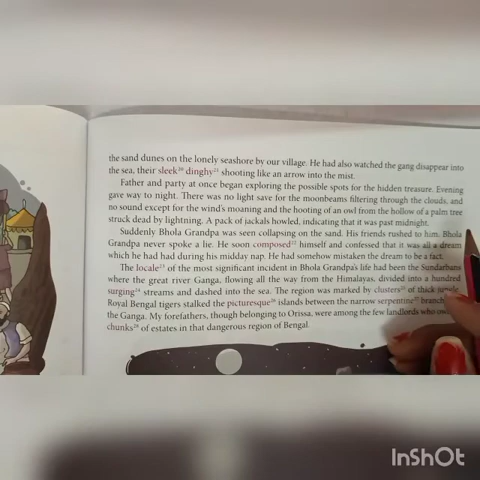 the sand dunes on the lonely seashore by our village. He had also watched the gang disappear into
the sea, their sleek²⁰ dinghy²¹ shooting like an arrow into the mist.
Father and party at once began exploring the possible spots for the hidden treasure. Evening
gave way to night. There was no light save for the moonbeams filtering through the clouds, and
no sound except for the wind's moaning and the hooting of an owl from the hollow of a palm tree
struck dead by lightning. A pack of jackals howled, indicating that it was past midnight.
Suddenly Bhola Grandpa was seen collapsing on the sand. His friends rushed to him. Bhola
Grandpa never spoke a lie. He soon composed²² himself and confessed that it was all a dream
which he had had during his midday nap. He had somehow mistaken the dream to be a fact.
The locale²³ of the most significant incident in Bhola Grandpa's life had been the Sundarbans
where the great river Ganga, flowing all the way from the Himalayas, divided into a hundred
surging²⁴ streams and dashed into the sea. The region was marked by clusters²⁵ of thick jungle.
Royal Bengal tigers stalked the picturesque²⁶ islands between the narrow serpentine²⁷ branch
the Ganga. My forefathers, though belonging to Orissa, were among the few landlords who
chunks²⁸ of estates in that dangerous region of Bengal.
InShOt